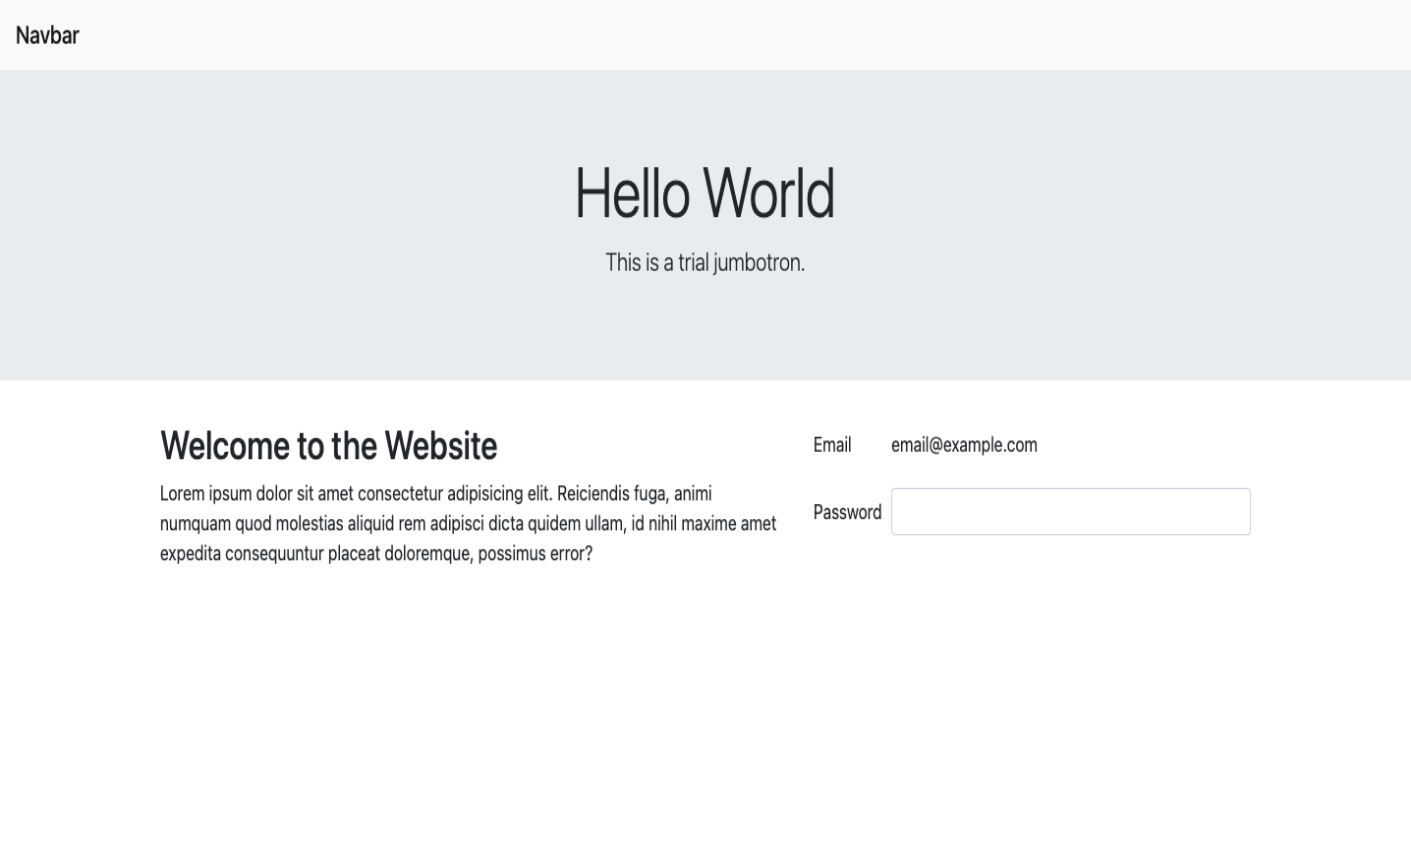 Navbar
Hello World
This is a trial jumbotron.
Welcome to the Website
Lorem ipsum dolor sit amet consectetur adipisicing elit. Reiciendis fuga, animi
numquam quod molestias aliquid rem adipisci dicta quidem ullam, id nihil maxime amet
expedita consequuntur placeat doloremque, possimus error?
Email email@example.com
Password